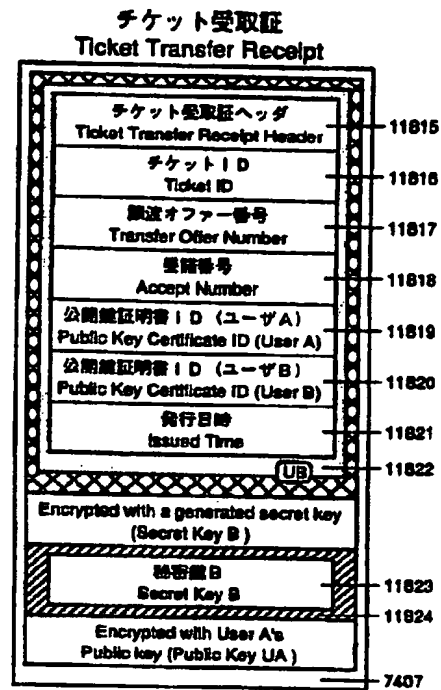 チケット受取証
Ticket Transfer Receipt
チケット受取証ヘッダ
Ticket Transfer Receipt Header
11815
チケットID
Ticket ID
11816
譲渡オファー番号
Transfer Offer Number
11817
受諾番号
Accept Number
11818
公開鍵証明書ID (ユーザA)
Public Key Certificate ID (User A)
11819
公開鍵証明書ID (ユーザB)
Public Key Certificate ID (User B)
11820
発行日時
Issued Time
11821
UB
11822
Encrypted with a generated secret key
(Secret Key B)
秘密鍵B
Secret Key B
11823
11824
Encrypted with User A's
Public key (Public Key UA)
7407